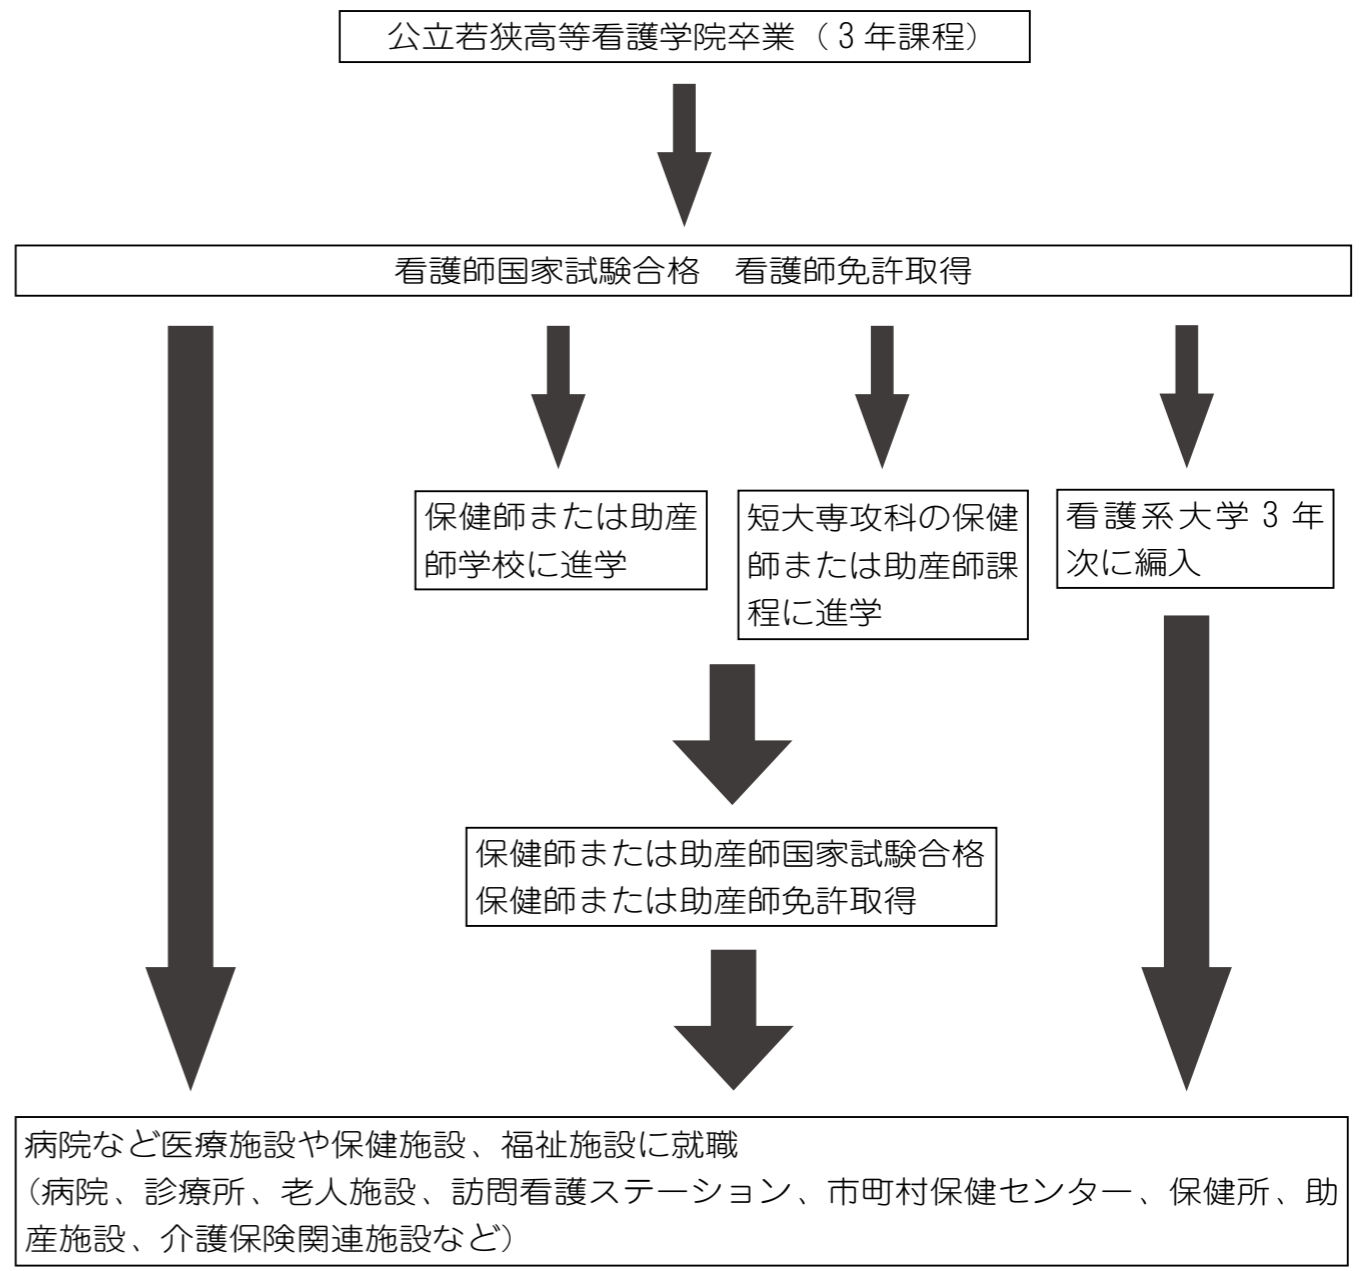 公立若狭高等看護学院卒業（3年課程）
看護師国家試験合格　看護師免許取得
保健師または助産
師学校に進学
短大専攻科の保健
師または助産師課
程に進学
看護系大学3年
次に編入
保健師または助産師国家試験合格
保健師または助産師免許取得
病院など医療施設や保健施設、福祉施設に就職
（病院、診療所、老人施設、訪問看護ステーション、市町村保健センター、保健所、助
産施設、介護保険関連施設など）